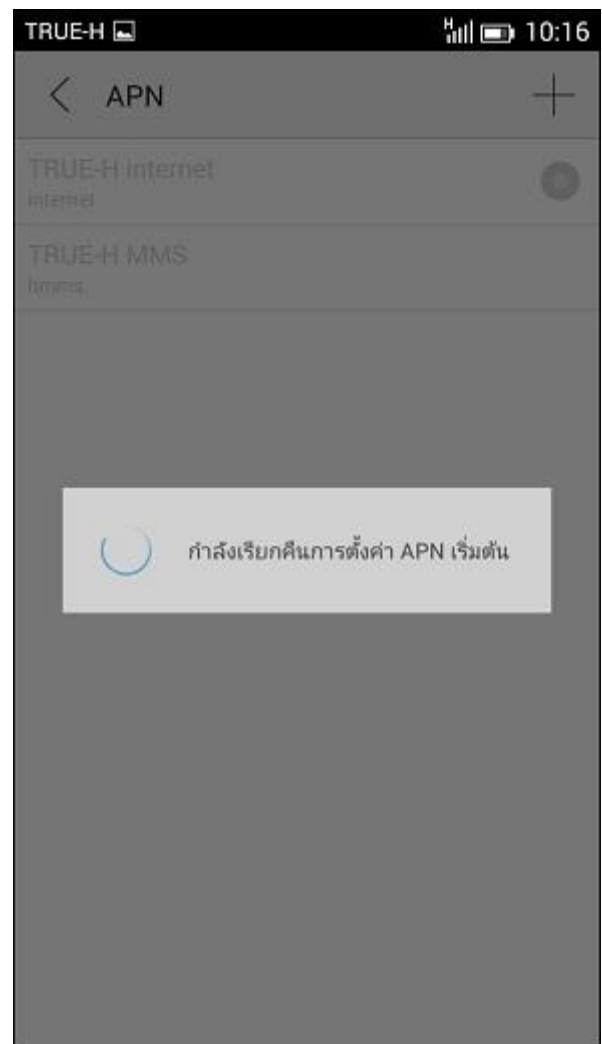 TRUE-H
H 10:16
APN
TRUE-H internet
internet
TRUE-H MMS
hmms
กำลังเรียกคืนการตั้งค่า APN เริ่มต้น